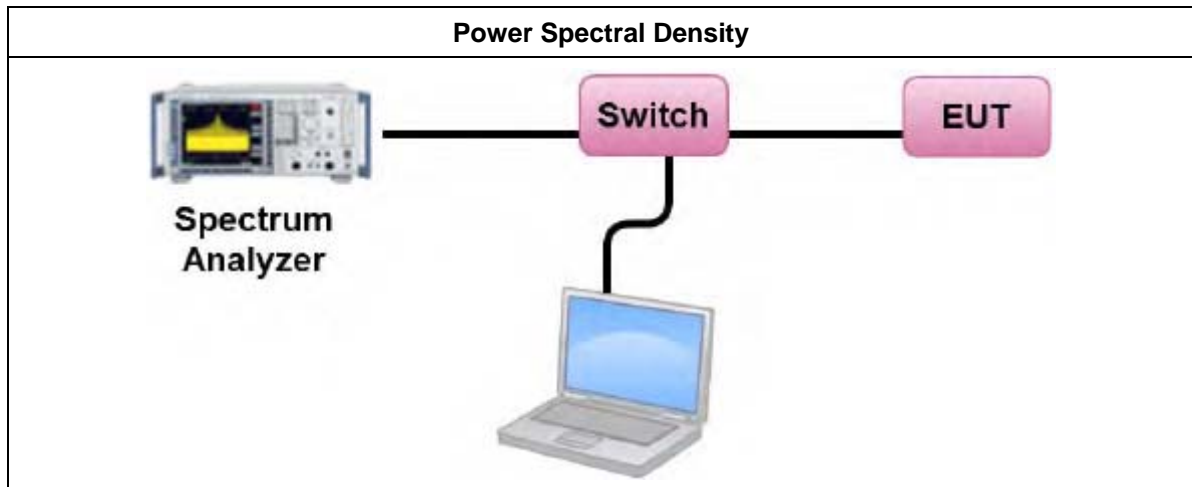 Power Spectral Density
Switch
EUT
Spectrum
Analyzer